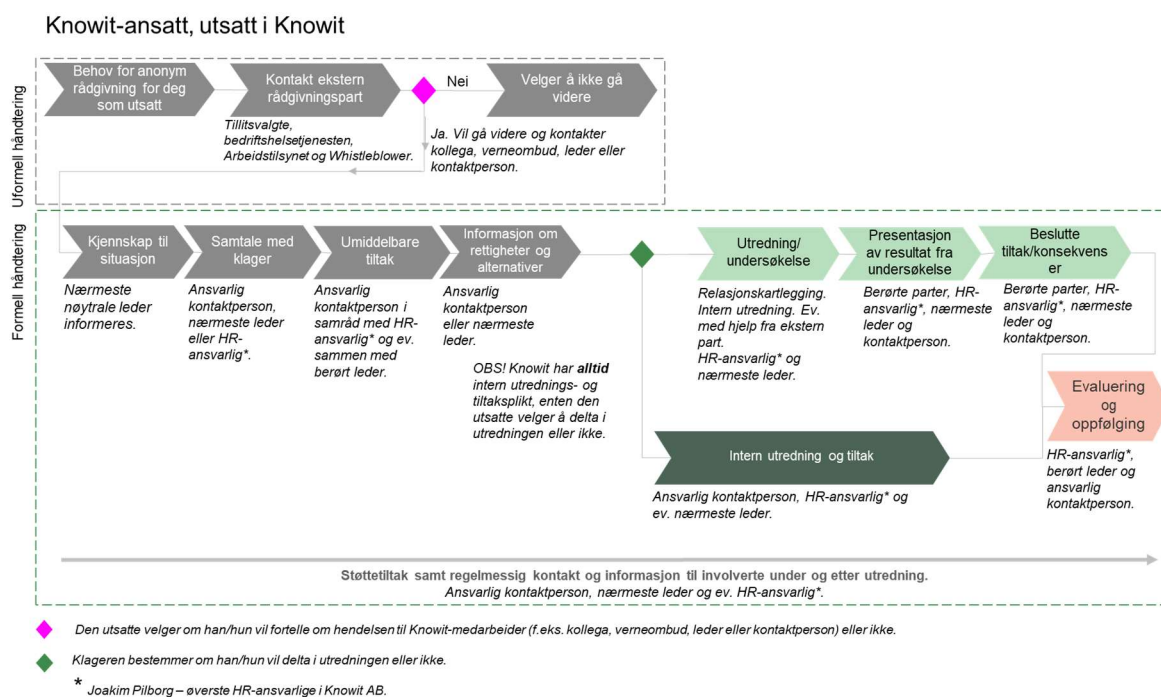 Knowit-ansatt, utsatt i Knowit
Uformell håndtering
Behov for anonym
rådgivning for deg
som utsatt
Kontakt ekstern
rådgivningspart
Nei
Velger å ikke gå
videre
Tillitsvalgte,
bedriftshelsetjenesten,
Arbeidstilsynet og Whistleblower.
Ja. Vil gå videre og kontakter
kollega, verneombud, leder eller
kontaktperson.
Formell håndtering
Kjennskap til
situasjon
Nærmeste
nøytrale leder
informeres.
Samtale med
klager
Ansvarlig
kontaktperson,
nærmeste leder
eller HR-
ansvarlig*.
Umiddelbare
tiltak
Ansvarlig
kontaktperson i
samråd med HR-
ansvarlig* og ev.
sammen med
berørt leder.
Informasjon om
rettigheter og
alternativer
Ansvarlig
kontaktperson
eller nærmeste
leder.
OBS! Knowit har alltid
intern utrednings- og
tiltaksplikt, enten den
utsatte velger å delta i
utredningen eller ikke.
Utredning/
undersøkelse
Relasjonskartlegging.
Intern utredning. Ev.
med hjelp fra ekstern
part.
HR-ansvarlig* og
nærmeste leder.
Presentasjon
av resultat fra
undersøkelse
Berørte parter, HR-
ansvarlig*, nærmeste
leder og
kontaktperson.
Beslutte
tiltak/konsekvens
er
Berørte parter, HR-
ansvarlig*, nærmeste
leder og
kontaktperson.
Evaluering
og
oppfølging
HR-ansvarlig*,
berørt leder og
ansvarlig
kontaktperson.
Intern utredning og tiltak
Ansvarlig kontaktperson, HR-ansvarlig* og
ev. nærmeste leder.
Støttetiltak samt regelmessig kontakt og informasjon til involverte under og etter utredning.
Ansvarlig kontaktperson, nærmeste leder og ev. HR-ansvarlig*.
Den utsatte velger om han/hun vil fortelle om hendelsen til Knowit-medarbeider (f.eks. kollega, verneombud, leder eller kontaktperson) eller ikke.
Klageren bestemmer om han/hun vil delta i utredningen eller ikke.
* Joakim Pilborg – øverste HR-ansvarlige i Knowit AB.